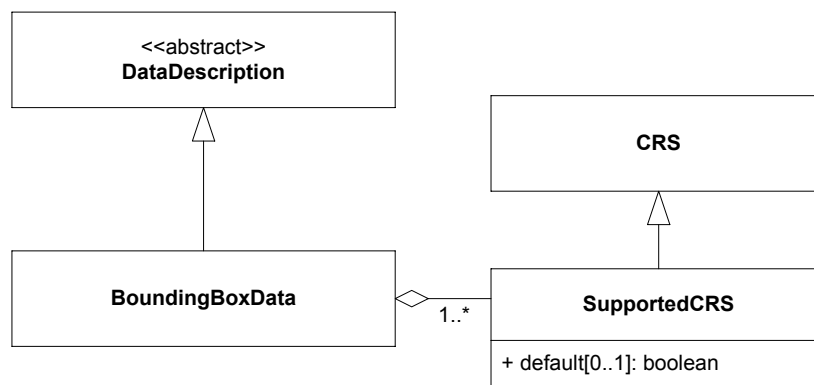 <<abstract>>
DataDescription
CRS
BoundingBoxData
1..*
SupportedCRS
+ default[0..1]: boolean